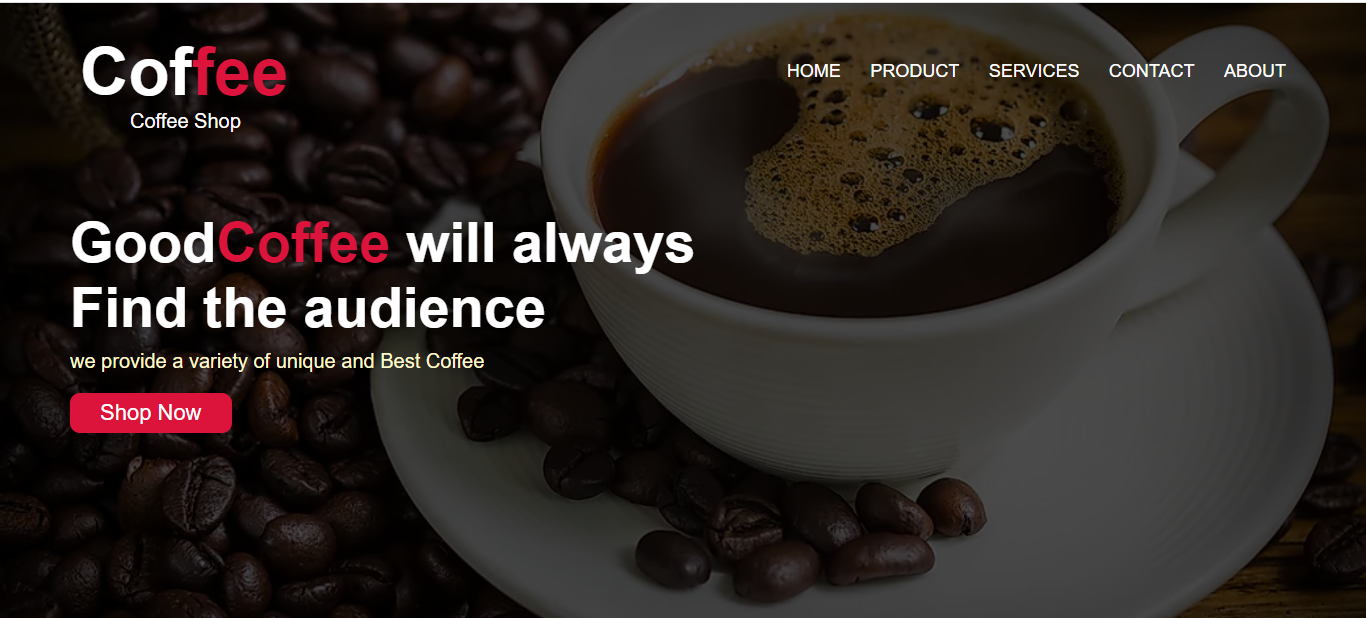 Coffee
Coffee Shop
HOME PRODUCT SERVICES CONTACT ABOUT
GoodCoffee will always
Find the audience
we provide a variety of unique and Best Coffee
Shop Now